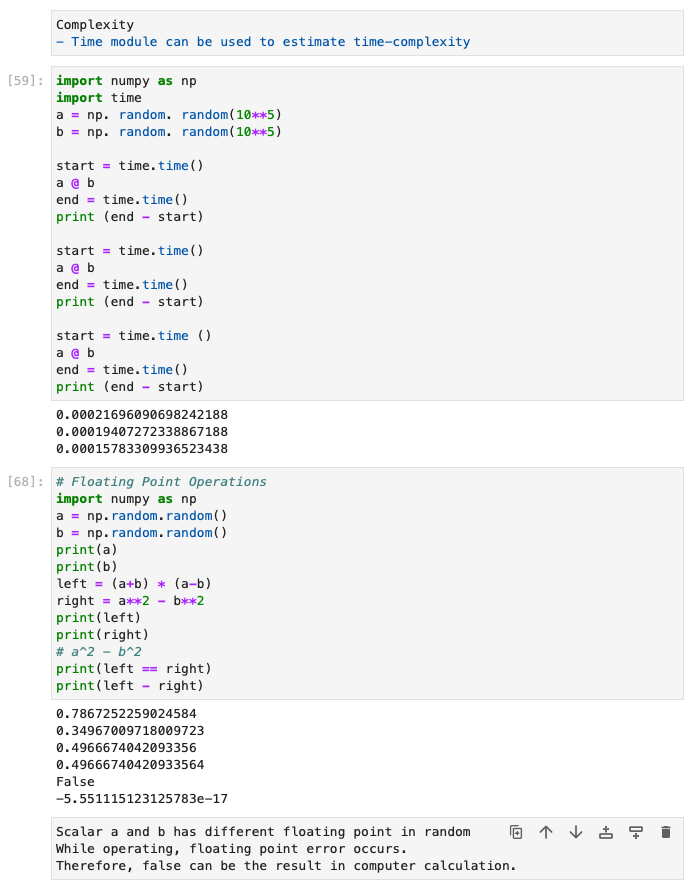 Complexity
- Time module can be used to estimate time-complexity
[59]:
import numpy as np
import time
a = np. random. random(10**5)
b = np. random. random(10**5)
start = time.time()
a @ b
end = time.time()
print (end - start)
start = time.time()
a @ b
end = time.time()
print (end - start)
start = time.time ()
a @ b
end = time.time()
print (end - start)
0.00021696090698242188
0.00019407272338867188
0.00015783309936523438
[68]:
# Floating Point Operations
import numpy as np
a = np.random.random()
b = np.random.random()
print(a)
print(b)
left = (a+b) * (a-b)
right = a**2 - b**2
print(left)
print(right)
# a^2 - b^2
print(left == right)
print(left - right)
0.7867252259024584
0.34967009718009723
0.4966674042093356
0.49666740420933564
False
-5.551115123125783e-17
Scalar a and b has different floating point in random
While operating, floating point error occurs.
Therefore, false can be the result in computer calculation.